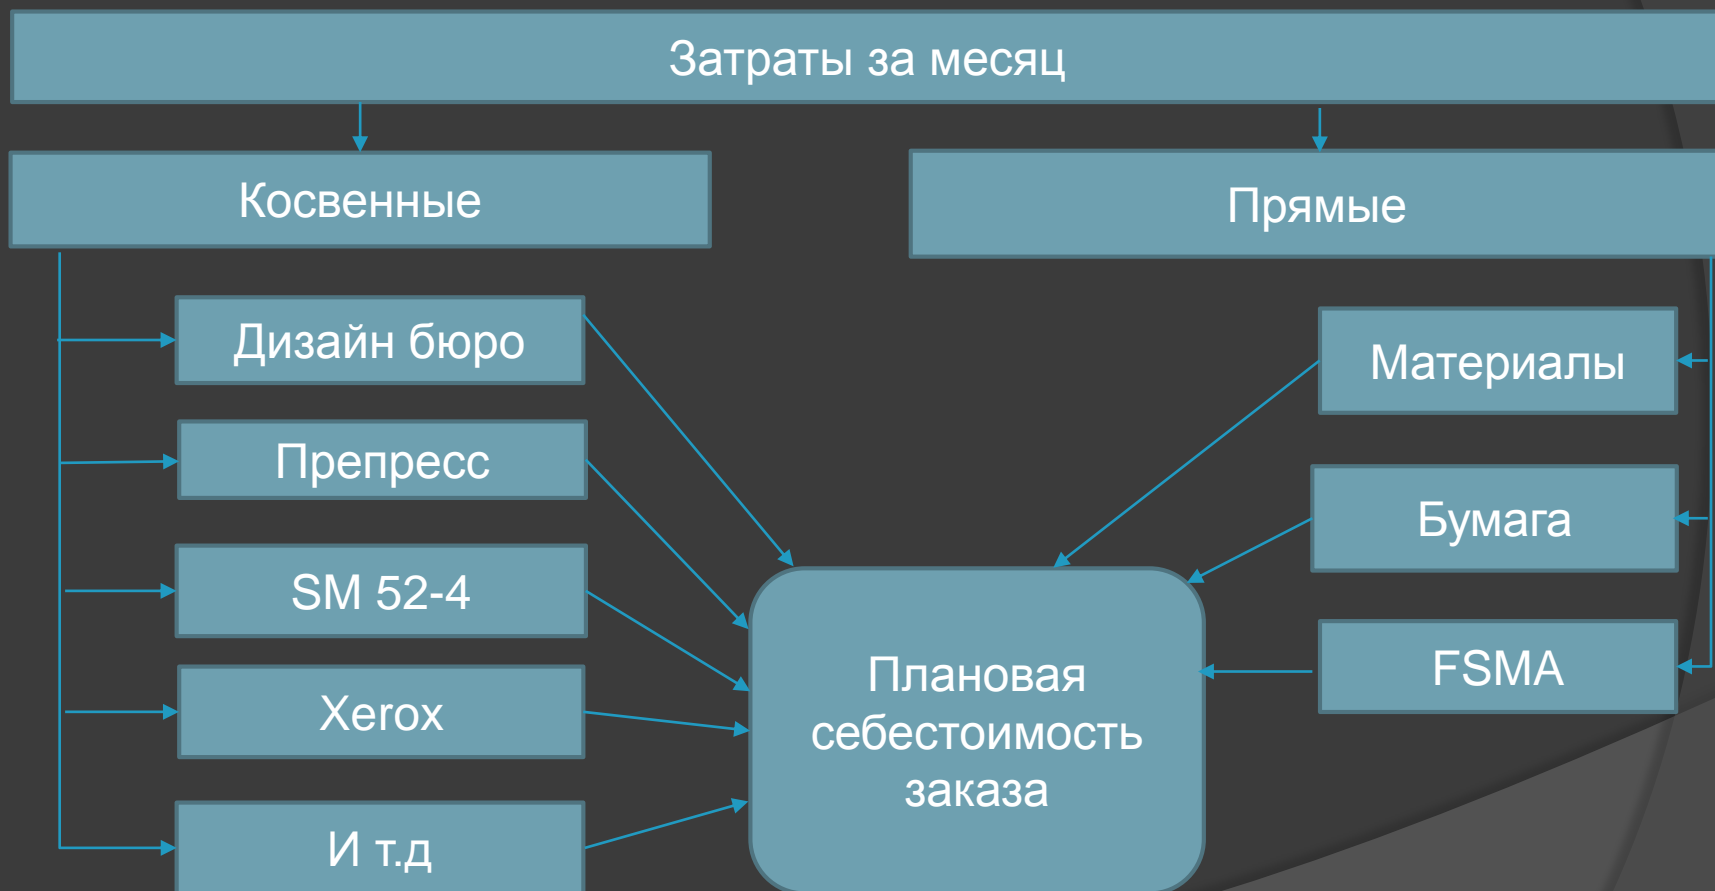 Затраты за месяц
Косвенные
Прямые
Дизайн бюро
Препресс
SM 52-4
Xerox
И т.д
Материалы
Бумага
FSMA
Плановая
себестоимость
заказа